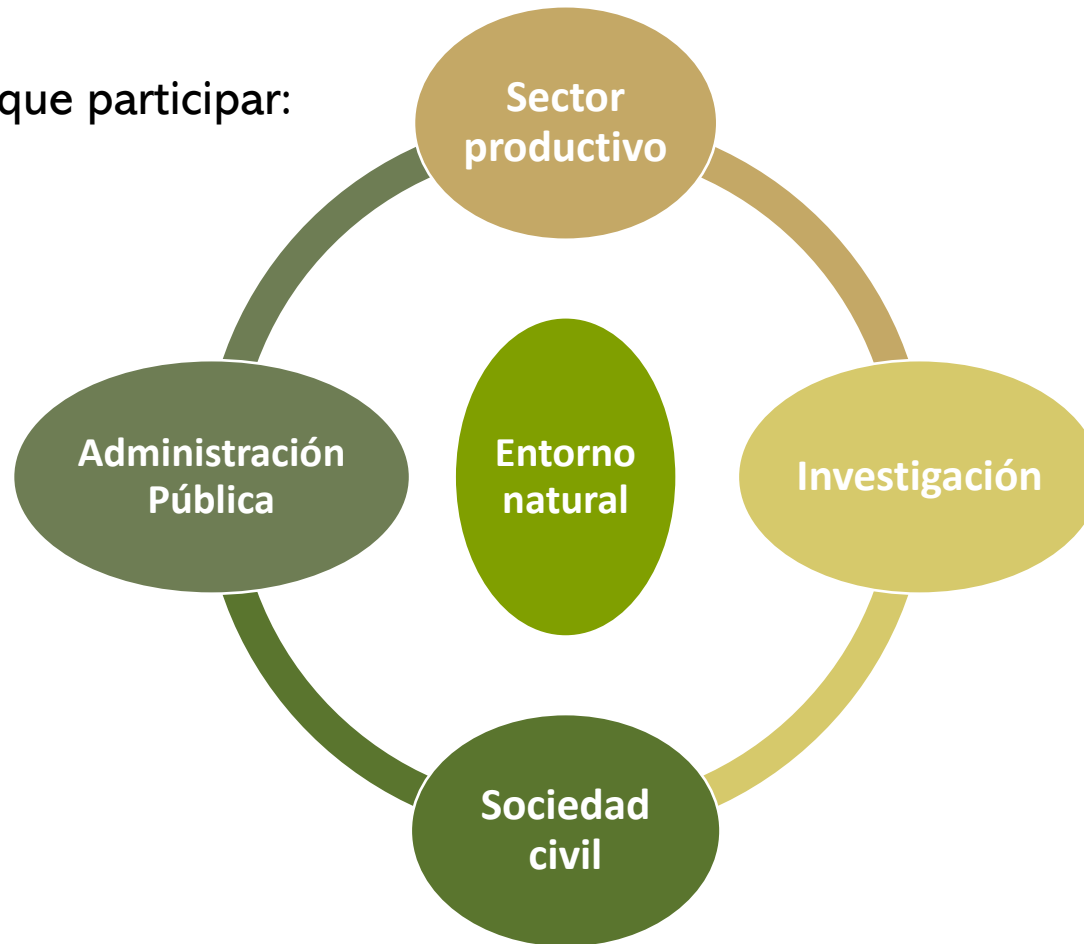 que participar:
Sector
productivo
Administración
Pública
Entorno
natural
Investigación
Sociedad
civil